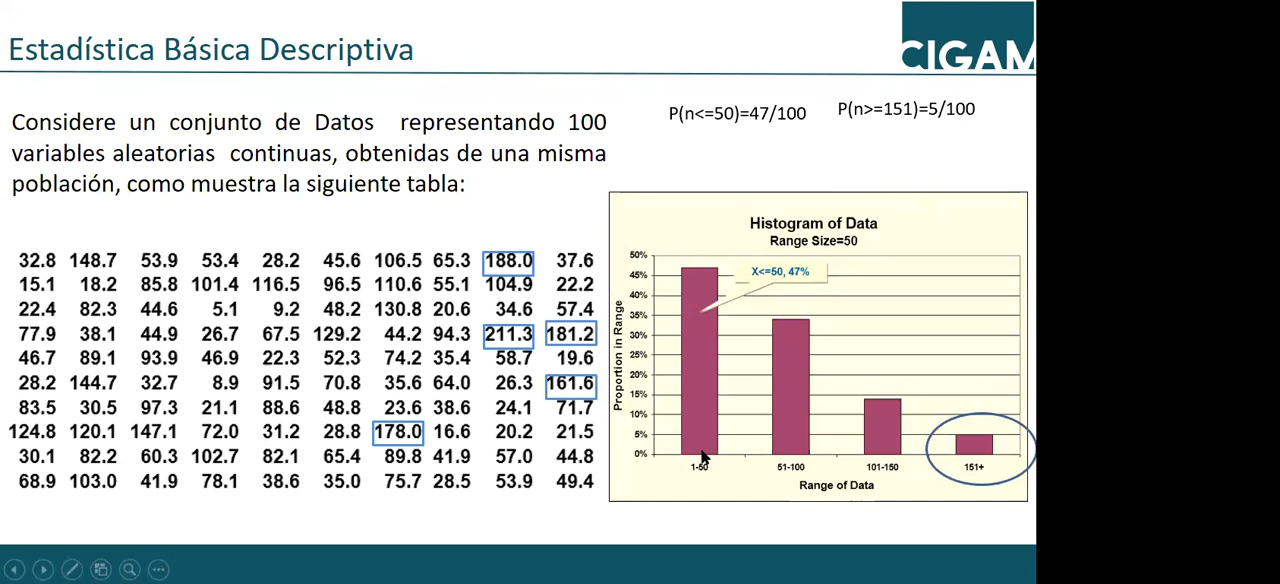 Estadística Básica Descriptiva
CIGAM
Considere un conjunto de Datos representando 100
variables aleatorias continuas, obtenidas de una misma
población, como muestra la siguiente tabla:
P(n<=50)=47/100 P(n>=151)=5/100
32.8 148.7 53.9 53.4 28.2 45.6 106.5 65.3 188.0 37.6
15.1 18.2 85.8 101.4 116.5 96.5 110.6 55.1 104.9 22.2
22.4 82.3 44.6 5.1 9.2 48.2 130.8 20.6 34.6 57.4
77.9 38.1 44.9 26.7 67.5 129.2 44.2 94.3 211.3 181.2
46.7 89.1 93.9 46.9 22.3 52.3 74.2 35.4 58.7 19.6
28.2 144.7 32.7 8.9 91.5 70.8 35.6 64.0 26.3 161.6
83.5 30.5 97.3 21.1 88.6 48.8 23.6 38.6 24.1 71.7
124.8 120.1 147.1 72.0 31.2 28.8 178.0 16.6 20.2 21.5
30.1 82.2 60.3 102.7 82.1 65.4 89.8 41.9 57.0 44.8
68.9 103.0 41.9 78.1 38.6 35.0 75.7 28.5 53.9 49.4
Histogram of Data
Range Size=50
Proportion in Range
50%
45%
40%
35%
30%
25%
20%
15%
10%
5%
0%
X<=50, 47%
1-50 51-100 101-150 151+
Range of Data